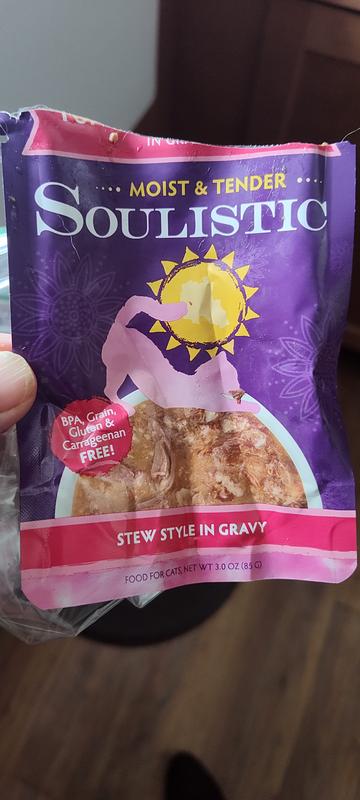 IN
MOIST & TENDER
SOULISTIC
BPA, Grain,
Gluten &
Carrageenan
FREE!
STEW STYLE IN GRAVY
FOOD FOR CATS, NET WT 3.0 OZ (85 G)